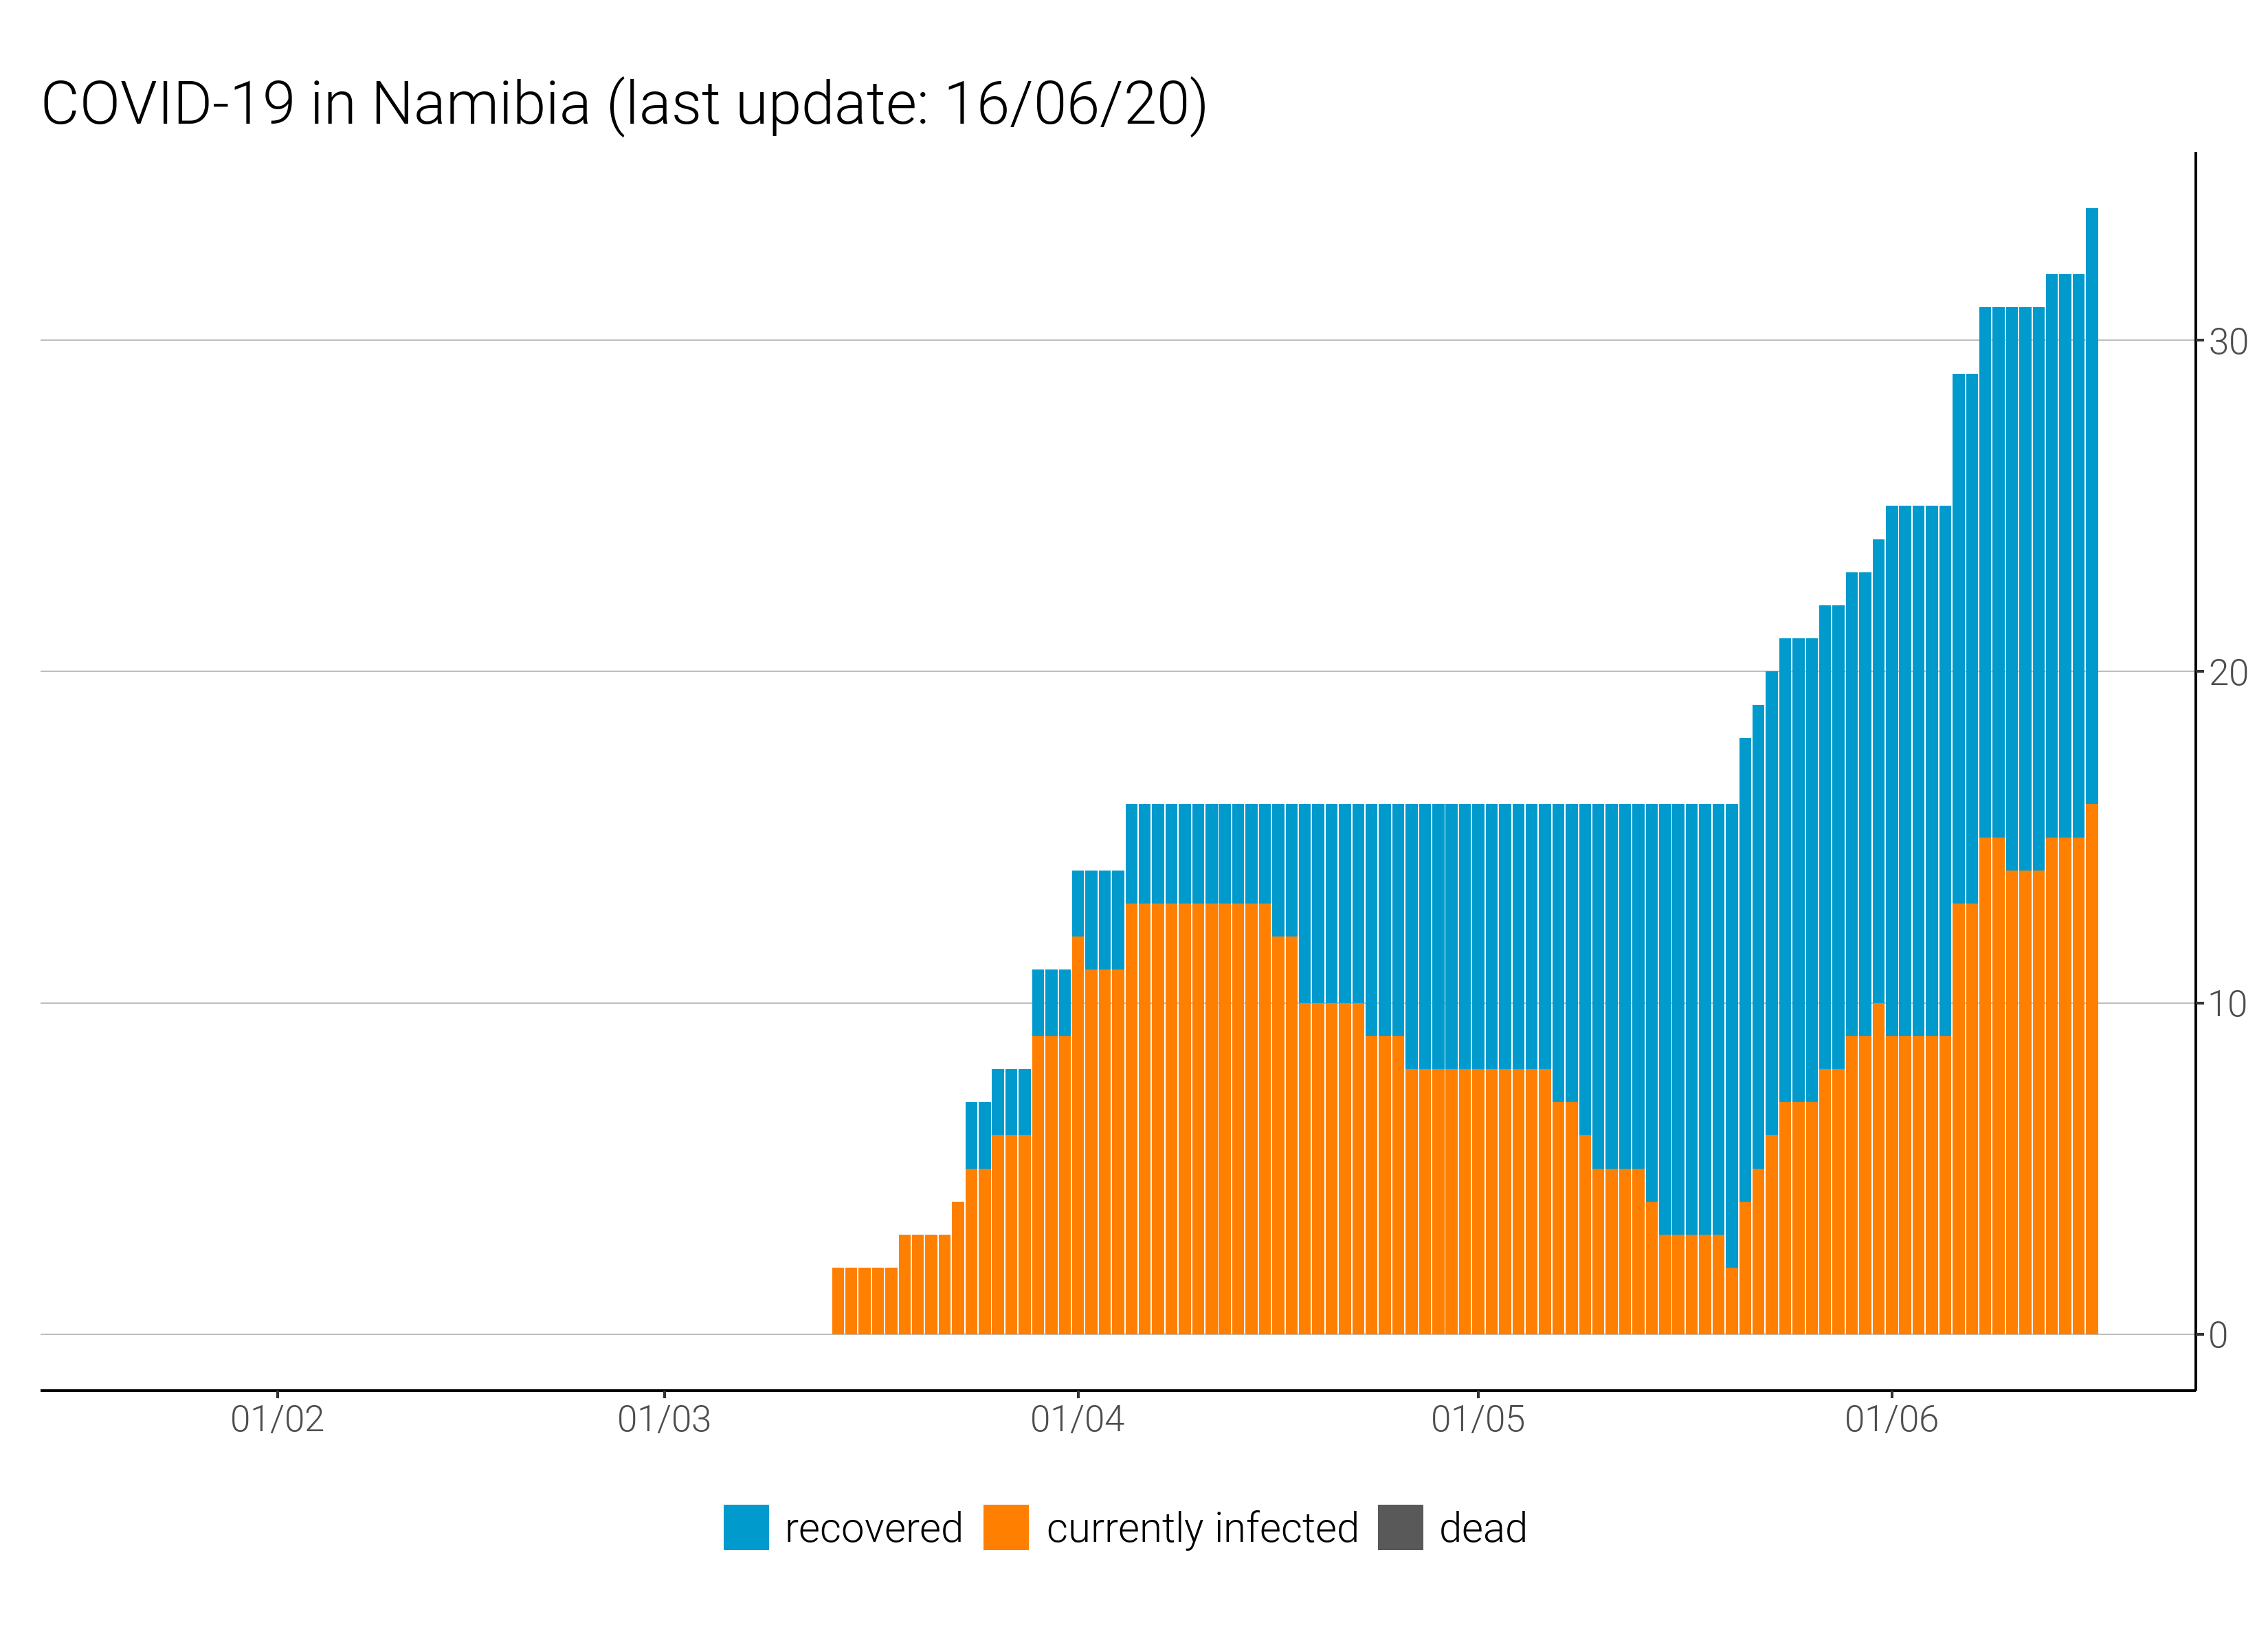 COVID-19 in Namibia (last update: 16/06/20)
30
20
10
0
01/02 01/03 01/04 01/05 01/06
recovered currently infected dead